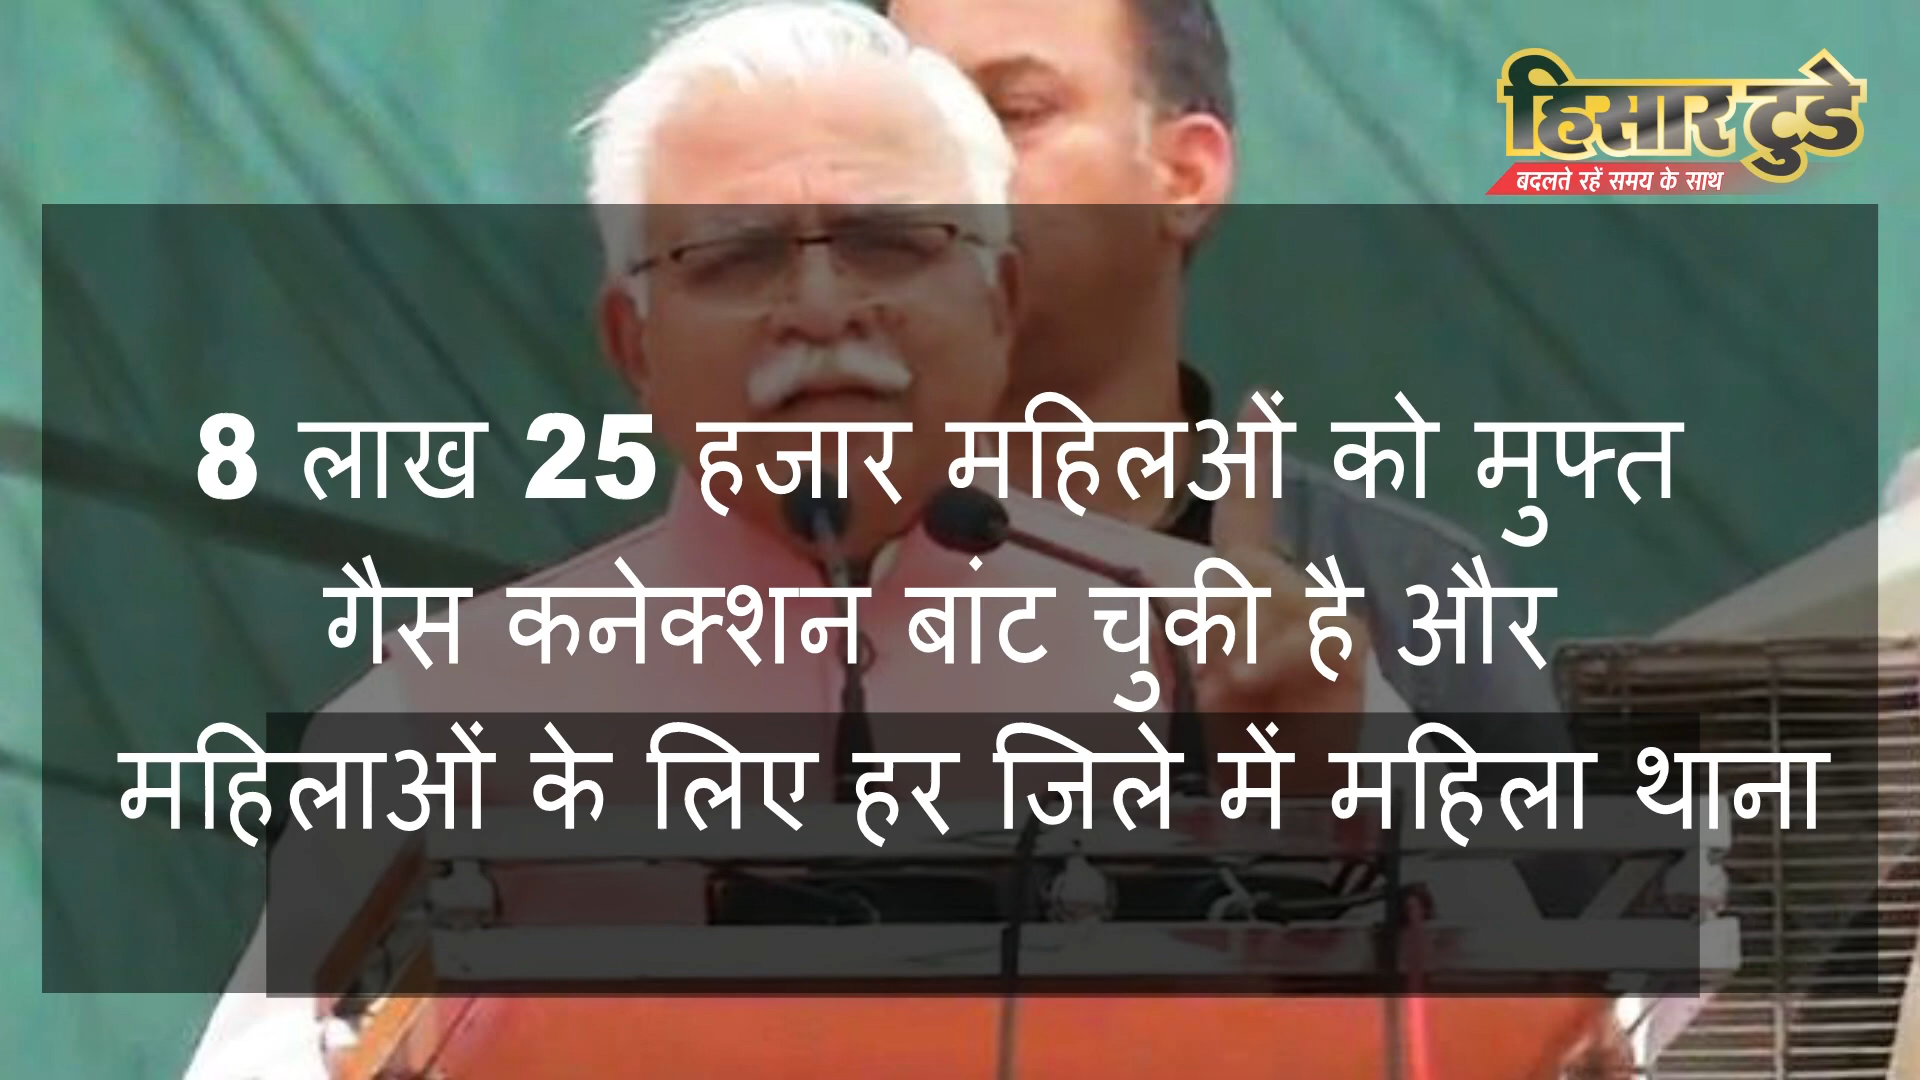 हिसार टुडे
बदलते रहें समय के साथ
8 लाख 25 हजार महिलओं को मुफ्त
गैस कनेक्शन बांट चुकी है और
महिलाओं के लिए हर जिले में महिला थाना